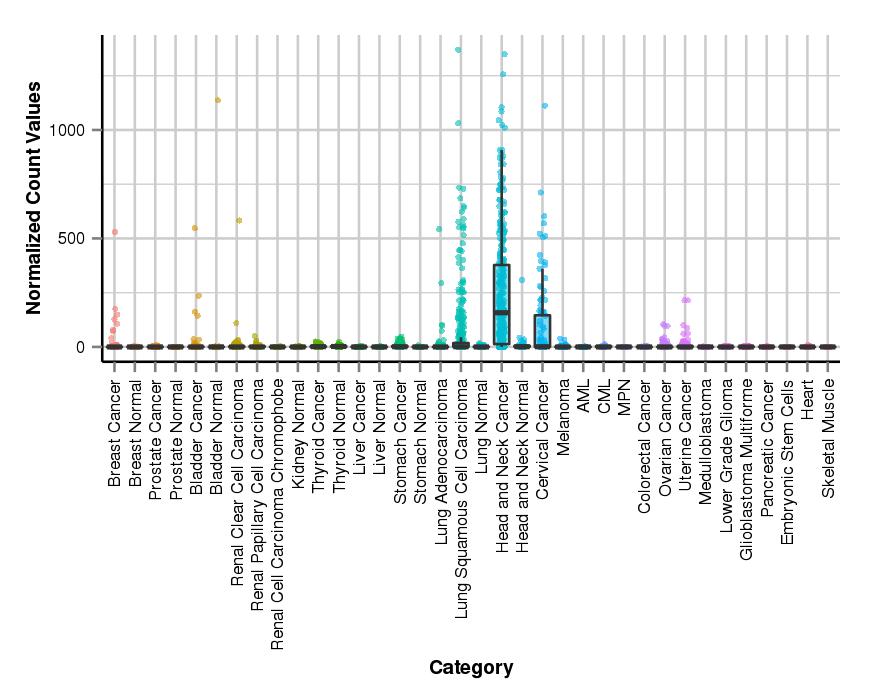 Normalized Count Values
1000
500
0
Breast Cancer
Breast Normal
Prostate Cancer
Prostate Normal
Bladder Cancer
Bladder Normal
Renal Clear Cell Carcinoma
Renal Papillary Cell Carcinoma
Renal Cell Carcinoma Chromophobe
Kidney Normal
Thyroid Cancer
Thyroid Normal
Liver Cancer
Liver Normal
Stomach Cancer
Stomach Normal
Lung Adenocarcinoma
Lung Squamous Cell Carcinoma
Lung Normal
Head and Neck Cancer
Head and Neck Normal
Cervical Cancer
Melanoma
AML
CML
MPN
Colorectal Cancer
Ovarian Cancer
Uterine Cancer
Medulloblastoma
Lower Grade Glioma
Glioblastoma Multiforme
Pancreatic Cancer
Embryonic Stem Cells
Heart
Skeletal Muscle
Category